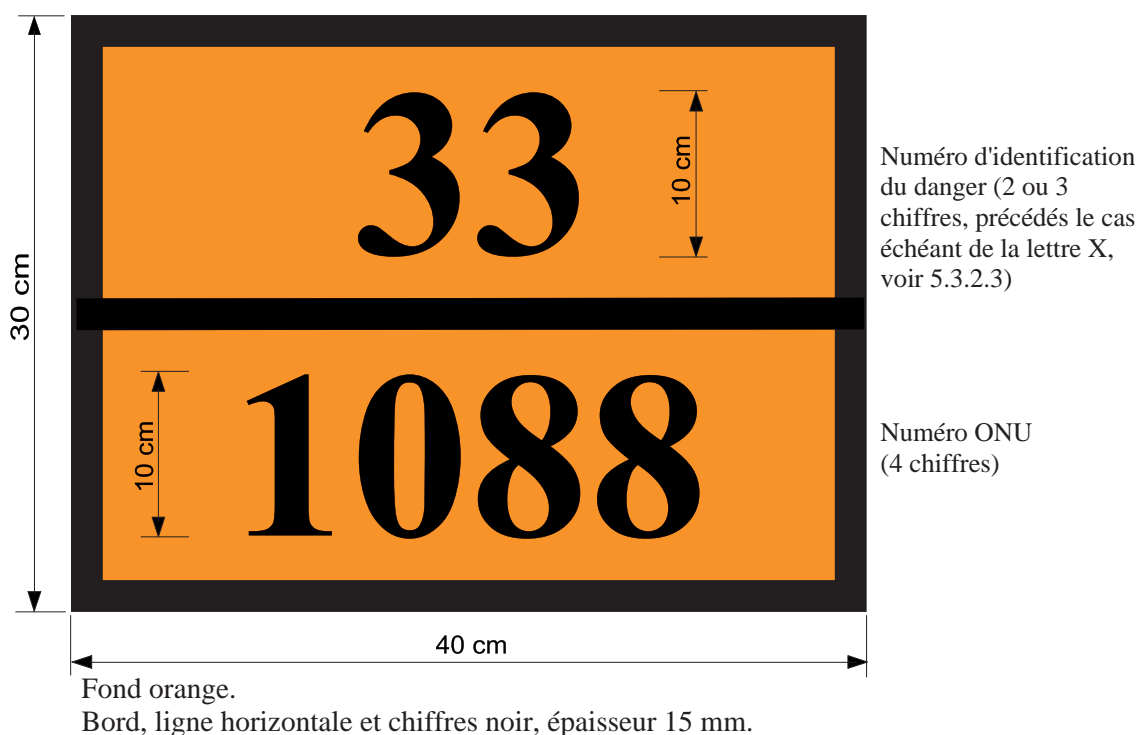 33
10 cm
Numéro d'identification
du danger (2 ou 3
chiffres, précédés le cas
échéant de la lettre X,
voir 5.3.2.3)
30 cm
1088
10 cm
Numéro ONU
(4 chiffres)
40 cm
Fond orange.
Bord, ligne horizontale et chiffres noir, épaisseur 15 mm.